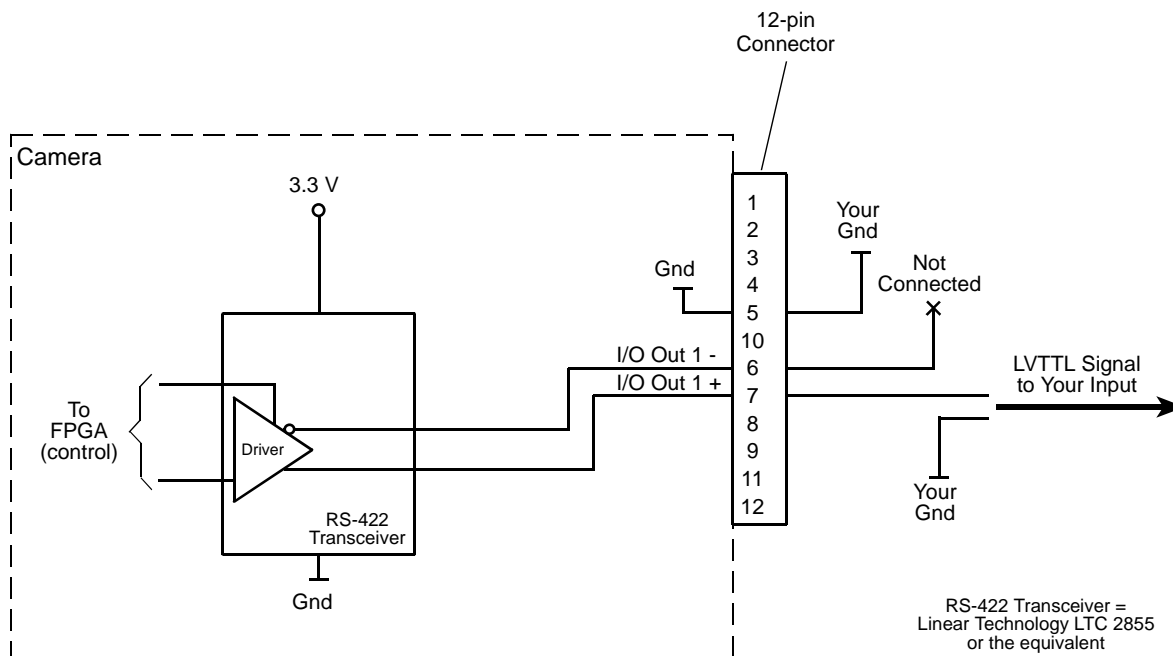 12-pin
Connector
Camera
3.3 V
1
2
3
4
5
10
6
7
8
9
11
12
Your
Gnd
Gnd
Not
Connected
I/O Out 1 -
I/O Out 1 +
LVTTL Signal
to Your Input
To
FPGA
(control)
Driver
RS-422
Transceiver
Gnd
Your
Gnd
RS-422 Transceiver =
Linear Technology LTC 2855
or the equivalent